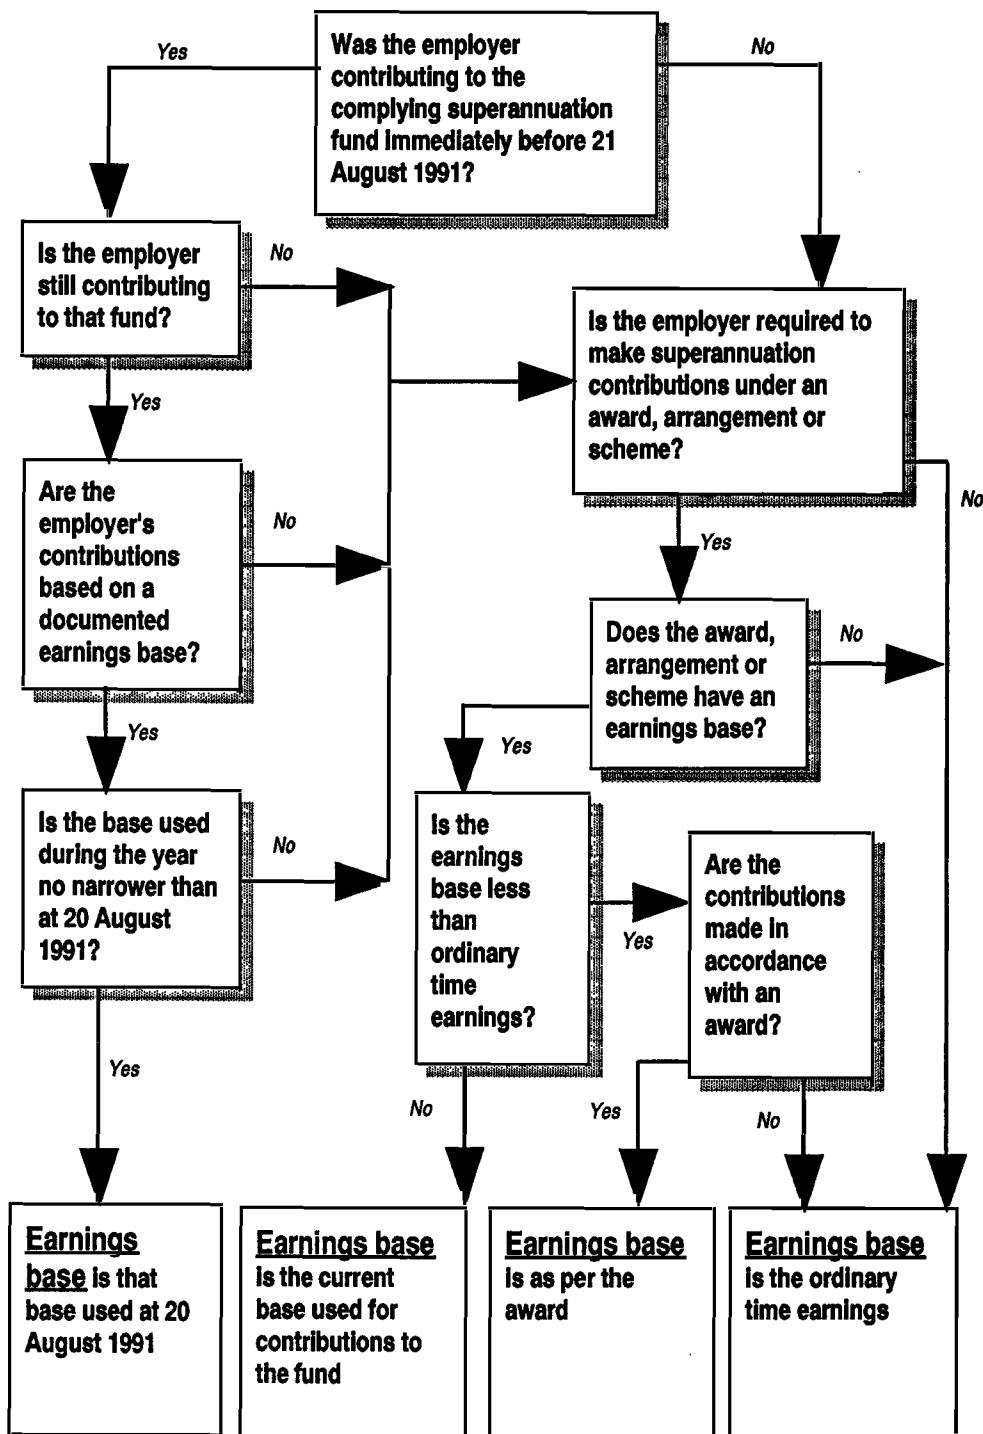 Yes
Was the employer
contributing to the
complying superannuation
fund immediately before 21
August 1991?
No
Is the employer
still contributing
to that fund?
No
Yes
Is the employer required to
make superannuation
contributions under an
award, arrangement or
scheme?
No
Yes
Are the
employer's
contributions
based on a
documented
earnings base?
No
Yes
Does the award,
arrangement or
scheme have an
earnings base?
No
Yes
Is the base used
during the year
no narrower than
at 20 August
1991?
No
Yes
Is the
earnings
base less
than
ordinary
time
earnings?
Yes
No
Are the
contributions
made in
accordance
with an
award?
Yes
No
Earnings
base is that
base used at 20
August 1991
Earnings base
is the current
base used for
contributions to
the fund
Earnings base
is as per the
award
Earnings base
is the ordinary
time earnings